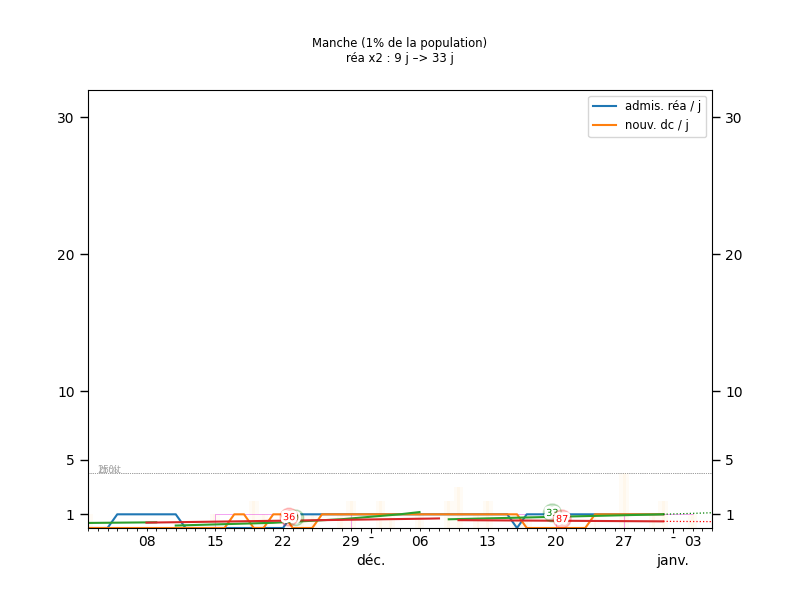 Manche (1% de la population)
réa x2 : 9 j –> 33 j
admis. réa / j
nouv. dc / j
30 30
20 20
10 10
5 5
1 1
36
33
87
08 15 22 29 - 06 13 20 27 - 03
déc. janv.